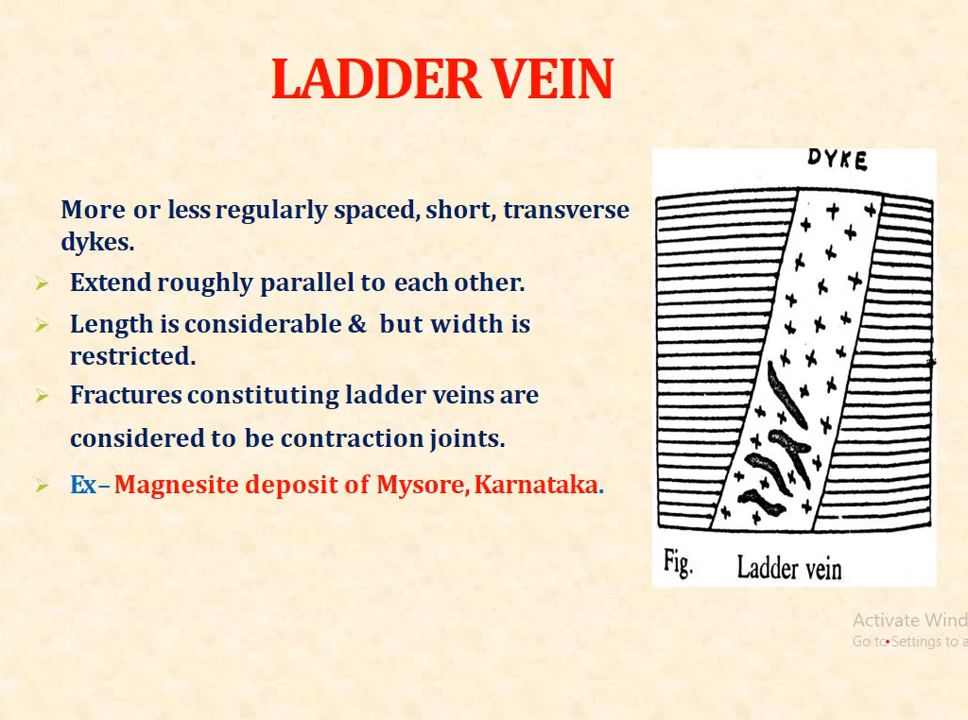 LADDER VEIN
DYKE
More or less regularly spaced, short, transverse
dykes.
Extend roughly parallel to each other.
Length is considerable & but width is
restricted.
Fractures constituting ladder veins are
considered to be contraction joints.
Ex– Magnesite deposit of Mysore, Karnataka.
Fig. Ladder vein
Activate Wind
Go to Settings to a